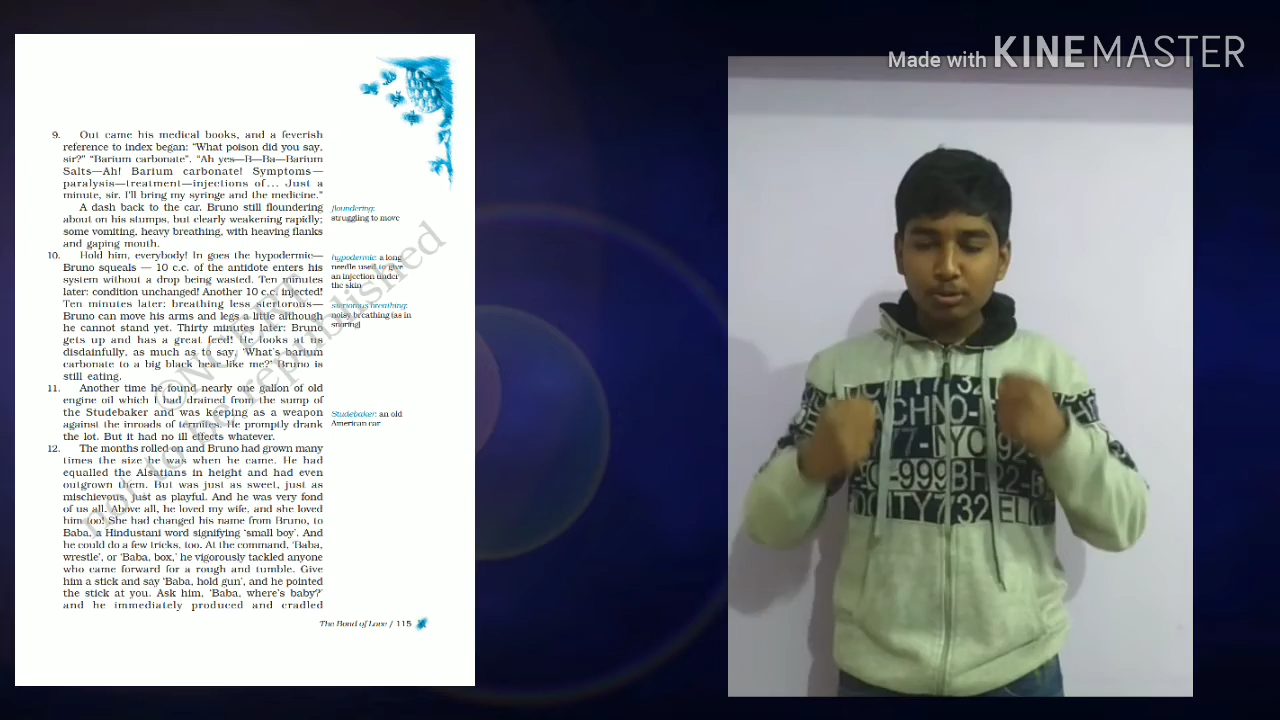 Made with KINEMASTER
9. Out came his medical books, and a feverish
reference to index began: “What poison did you say,
sir?” “Barium carbonate”. “Ah yes—B—Ba—Barium
Salts—Ah! Barium carbonate! Symptoms—
paralysis—treatment—injections of... Just a
minute, sir. I'll bring my syringe and the medicine.”
A dash back to the car. Bruno still floundering
about on his stumps, but clearly weakening rapidly;
some vomiting, heavy breathing, with heaving flanks
and gaping mouth.
floundering:
struggling to move
10. Hold him, everybody! In goes the hypodermic—
Bruno squeals — 10 c.c. of the antidote enters his
system without a drop being wasted. Ten minutes
later: condition unchanged! Another 10 c.c. injected!
Ten minutes later: breathing less stertorous—
Bruno can move his arms and legs a little although
he cannot stand yet. Thirty minutes later: Bruno
gets up and has a great feed! He looks at us
disdainfully, as much as to say, ‘What's barium
carbonate to a big black bear like me?’ Bruno is
still eating.
hypodermic: a long
needle used to give
an injection under
the skin
stertorous breathing:
noisy breathing (as in
snoring)
11. Another time he found nearly one gallon of old
engine oil which I had drained from the sump of
the Studebaker and was keeping as a weapon
against the inroads of termites. He promptly drank
the lot. But it had no ill effects whatever.
Studebaker: an old
American car
12. The months rolled on and Bruno had grown many
times the size he was when he came. He had
equalled the Alsatians in height and had even
outgrown them. But was just as sweet, just as
mischievous, just as playful. And he was very fond
of us all. Above all, he loved my wife, and she loved
him too! She had changed his name from Bruno, to
Baba, a Hindustani word signifying ‘small boy’. And
he could do a few tricks, too. At the command, ‘Baba,
wrestle’, or ‘Baba, box,’ he vigorously tackled anyone
who came forward for a rough and tumble. Give
him a stick and say ‘Baba, hold gun’, and he pointed
the stick at you. Ask him, ‘Baba, where's baby?’
and he immediately produced and cradled
The Bond of Love / 115
not to be republished